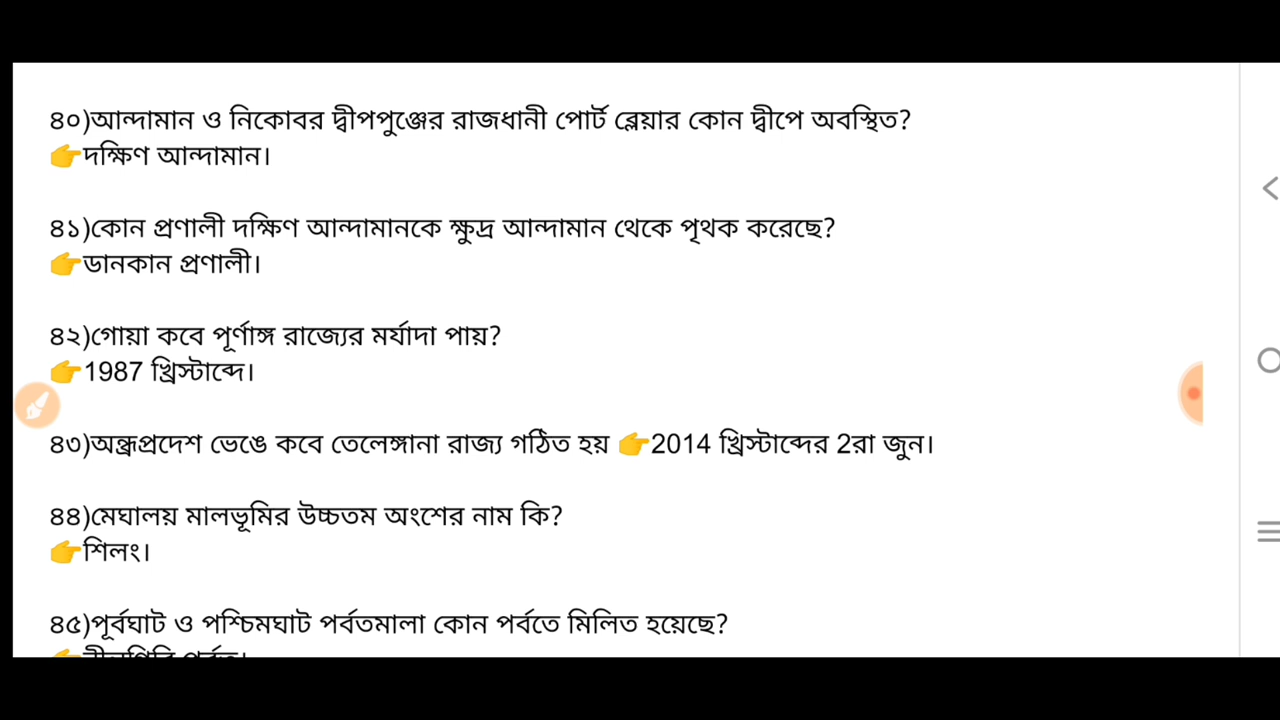 ৪০)আন্দামান ও নিকোবর দ্বীপপুঞ্জের রাজধানী পোর্ট ব্লেয়ার কোন দ্বীপে অবস্থিত?
👉দক্ষিণ আন্দামান।
৪১)কোন প্রণালী দক্ষিণ আন্দামানকে ক্ষুদ্র আন্দামান থেকে পৃথক করেছে?
👉ডানকান প্রণালী।
৪২)গোয়া কবে পূর্ণাঙ্গ রাজ্যের মর্যাদা পায়?
👉1987 খ্রিস্টাব্দে।
৪৩)অন্ধ্রপ্রদেশ ভেঙে কবে তেলেঙ্গানা রাজ্য গঠিত হয় 👉2014 খ্রিস্টাব্দের 2রা জুন।
৪৪)মেঘালয় মালভূমির উচ্চতম অংশের নাম কি?
👉শিলং।
৪৫)পূর্বঘাট ও পশ্চিমঘাট পর্বতমালা কোন পর্বতে মিলিত হয়েছে?